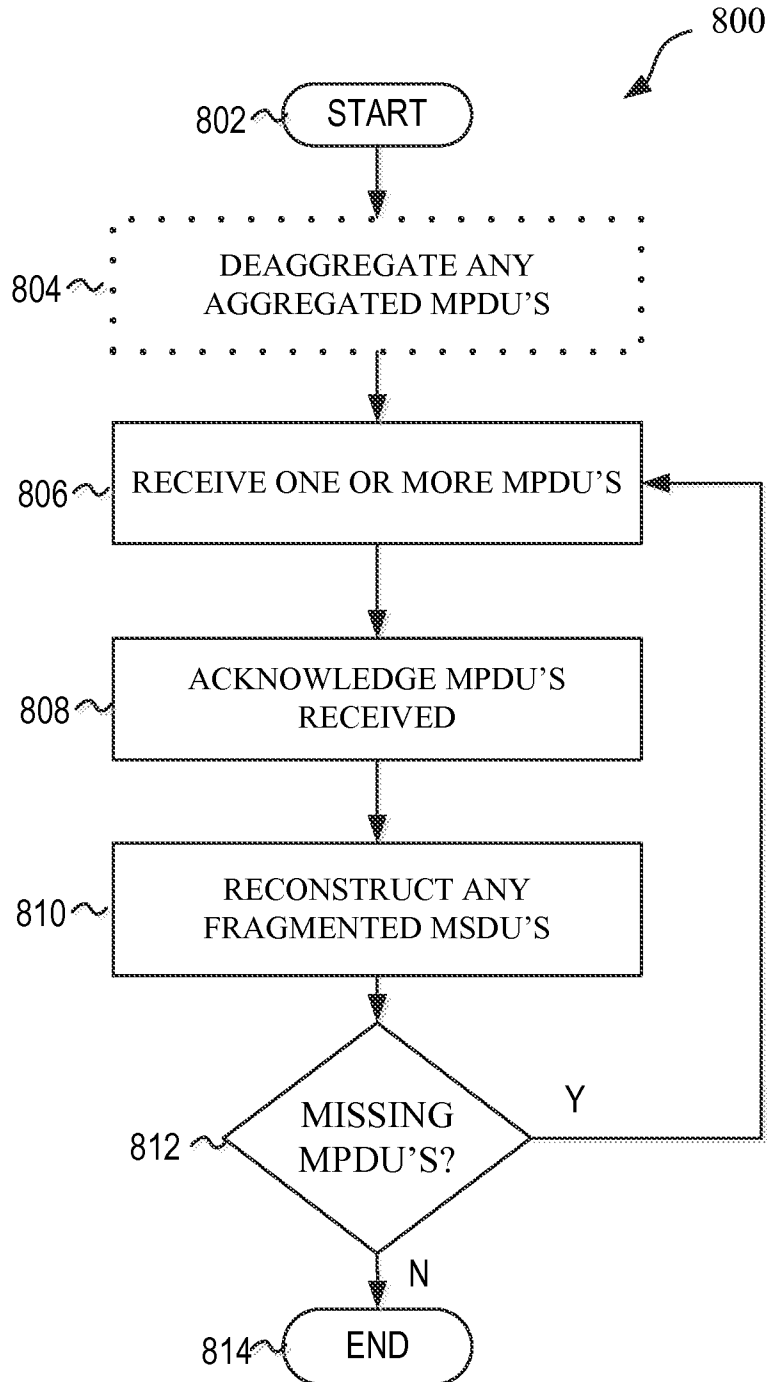 800
802
START
804
DEAGGREGATE ANY
AGGREGATED MPDU'S
806
RECEIVE ONE OR MORE MPDU'S
808
ACKNOWLEDGE MPDU'S
RECEIVED
810
RECONSTRUCT ANY
FRAGMENTED MSDU'S
812
MISSING
MPDU'S?
Y
N
814
END